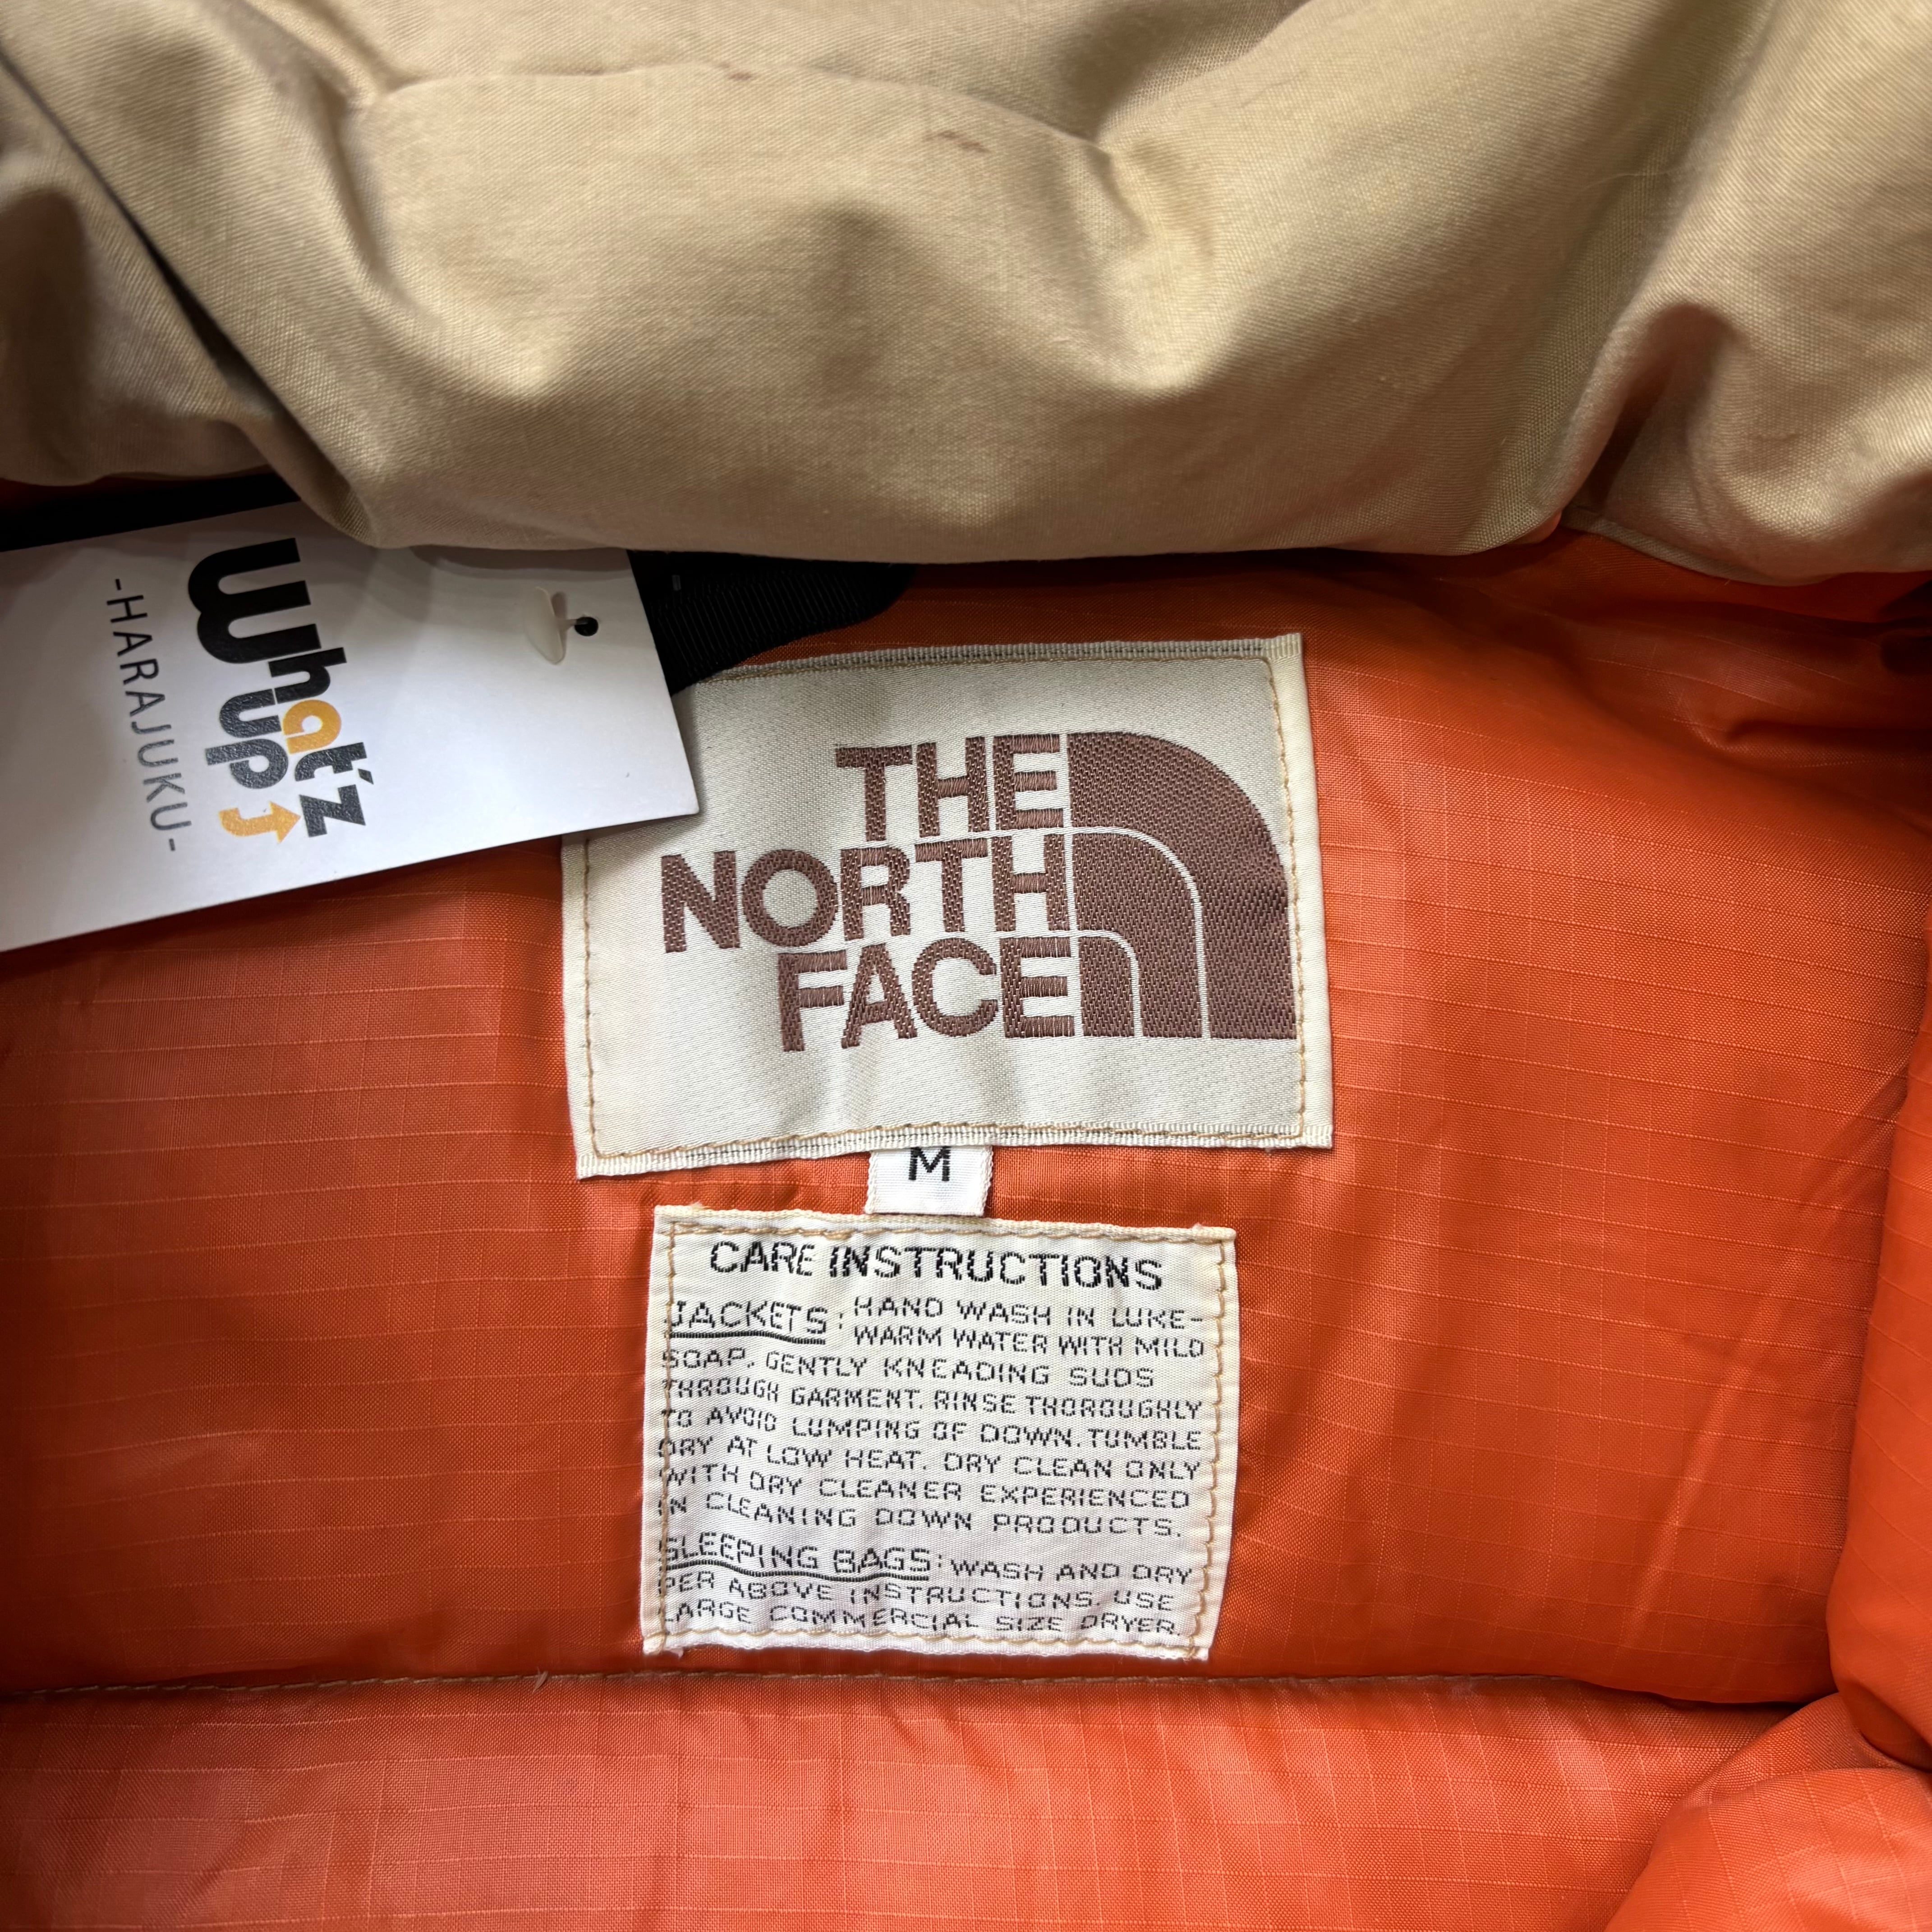 What'z
up
-HARAJUKU-
THE
NORTH
FACE
M
CARE INSTRUCTIONS
JACKETS: HAND WASH IN LUKE-
WARM WATER WITH MILD
SOAP. GENTLY KNEADING SUDS
THROUGH GARMENT. RINSE THOROUGHLY
TO AVOID LUMPING OF DOWN. TUMBLE
DRY AT LOW HEAT. DRY CLEAN ONLY
WITH DRY CLEANER EXPERIENCED
IN CLEANING DOWN PRODUCTS.
SLEEPING BAGS: WASH AND DRY
PER ABOVE INSTRUCTIONS. USE
LARGE COMMERCIAL SIZE DRYER.